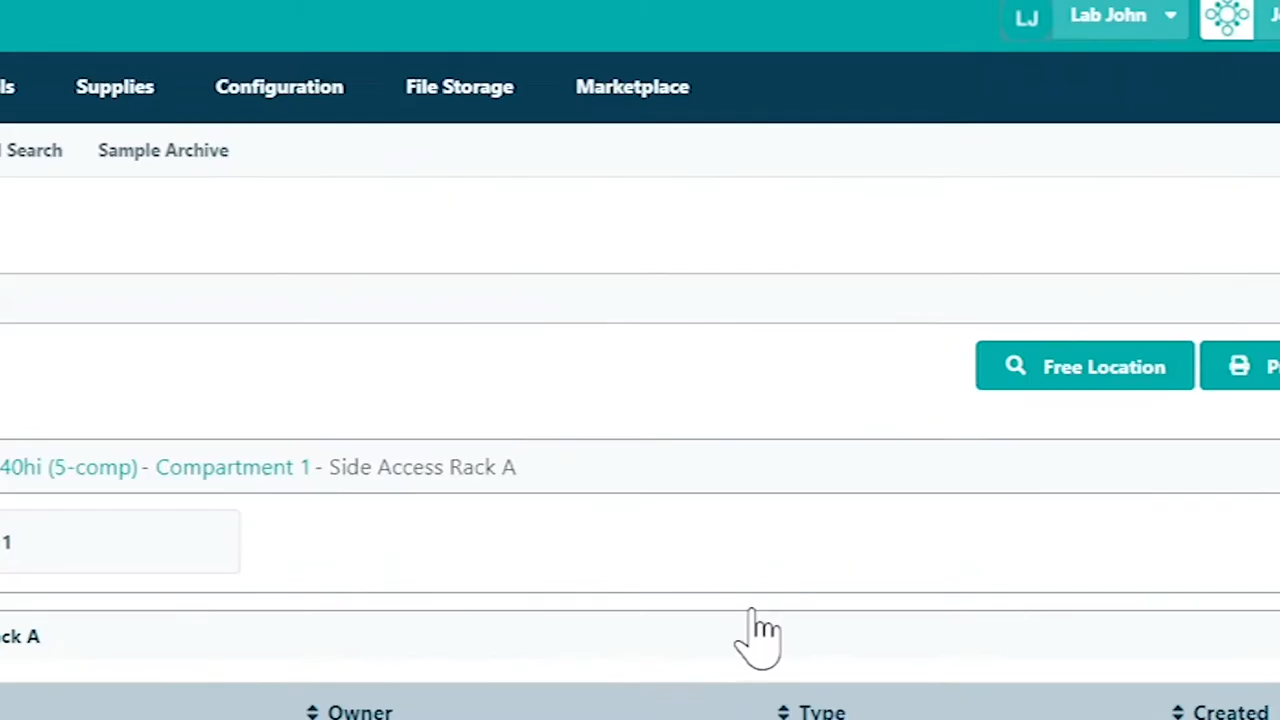 LJ Lab John
ls Supplies Configuration File Storage Marketplace
Search Sample Archive
Free Location P
40hi (5-comp) - Compartment 1 - Side Access Rack A
1
ck A
Owner Type Created